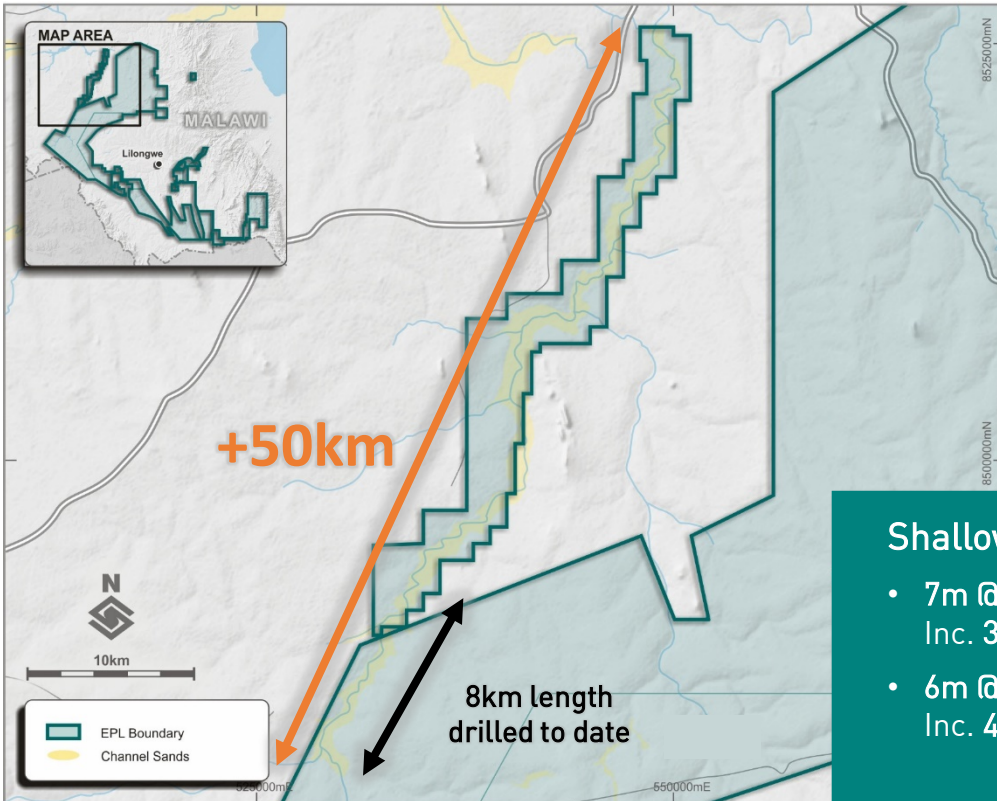 MAP AREA
MALAWI
Lilongwe
8525000mN
+50km
8500000mN
N
10km
EPL Boundary
Channel Sands
8km length
drilled to date
525000mE
550000mE
7m @
Inc. 3
6m @
Inc. 4